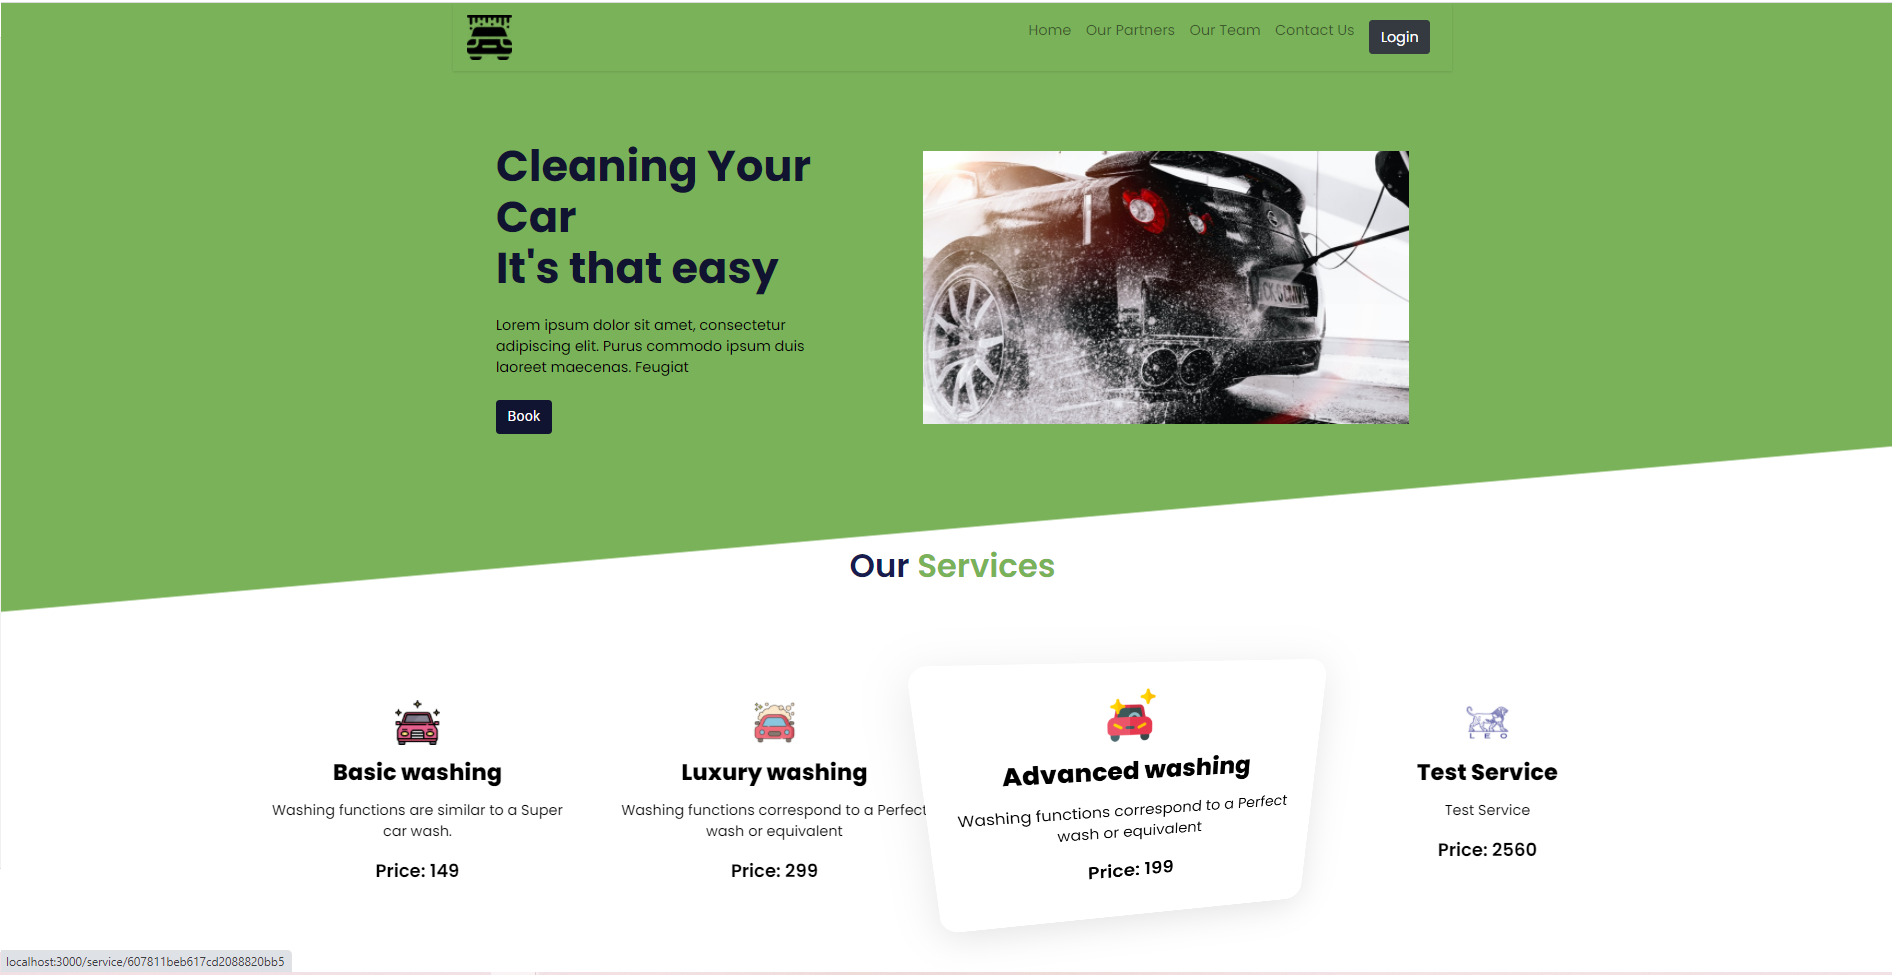 Home Our Partners Our Team Contact Us Login
Cleaning Your
Car
It's that easy
Lorem ipsum dolor sit amet, consectetur
adipiscing elit. Purus commodo ipsum duis
laoreet maecenas. Feugiat
Book
Our Services
Basic washing
Washing functions are similar to a Super
car wash.
Price: 149
Luxury washing
Washing functions correspond to a Perfect
wash or equivalent
Price: 299
Advanced washing
Washing functions correspond to a Perfect
wash or equivalent
Price: 199
LEO
Test Service
Test Service
Price: 2560
localhost:3000/service/607811beb617cd2088820bb5